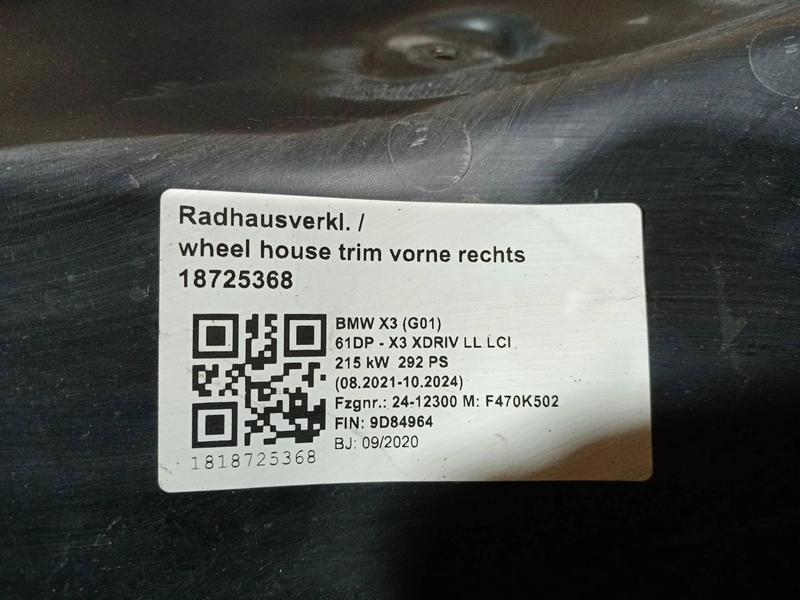 Radhausverkl. /
wheel house trim vorne rechts
18725368
BMW X3 (G01)
61DP - X3 XDRIV LL LCI
215 kW 292 PS
(08.2021-10.2024)
Fzgnr.: 24-12300 M: F470K502
FIN: 9D84964
BJ: 09/2020
1818725368